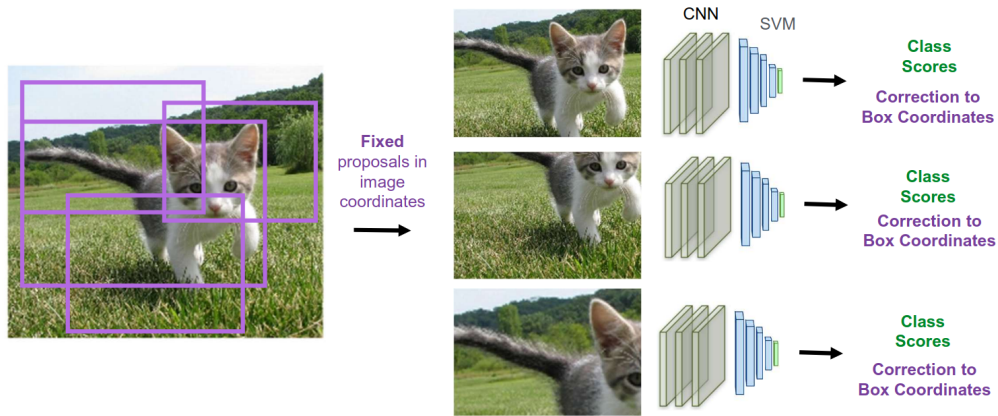 CNN
SVM
Class
Scores
Correction to
Box Coordinates
Fixed
proposals in
image
coordinates
Class
Scores
Correction to
Box Coordinates
Class
Scores
Correction to
Box Coordinates